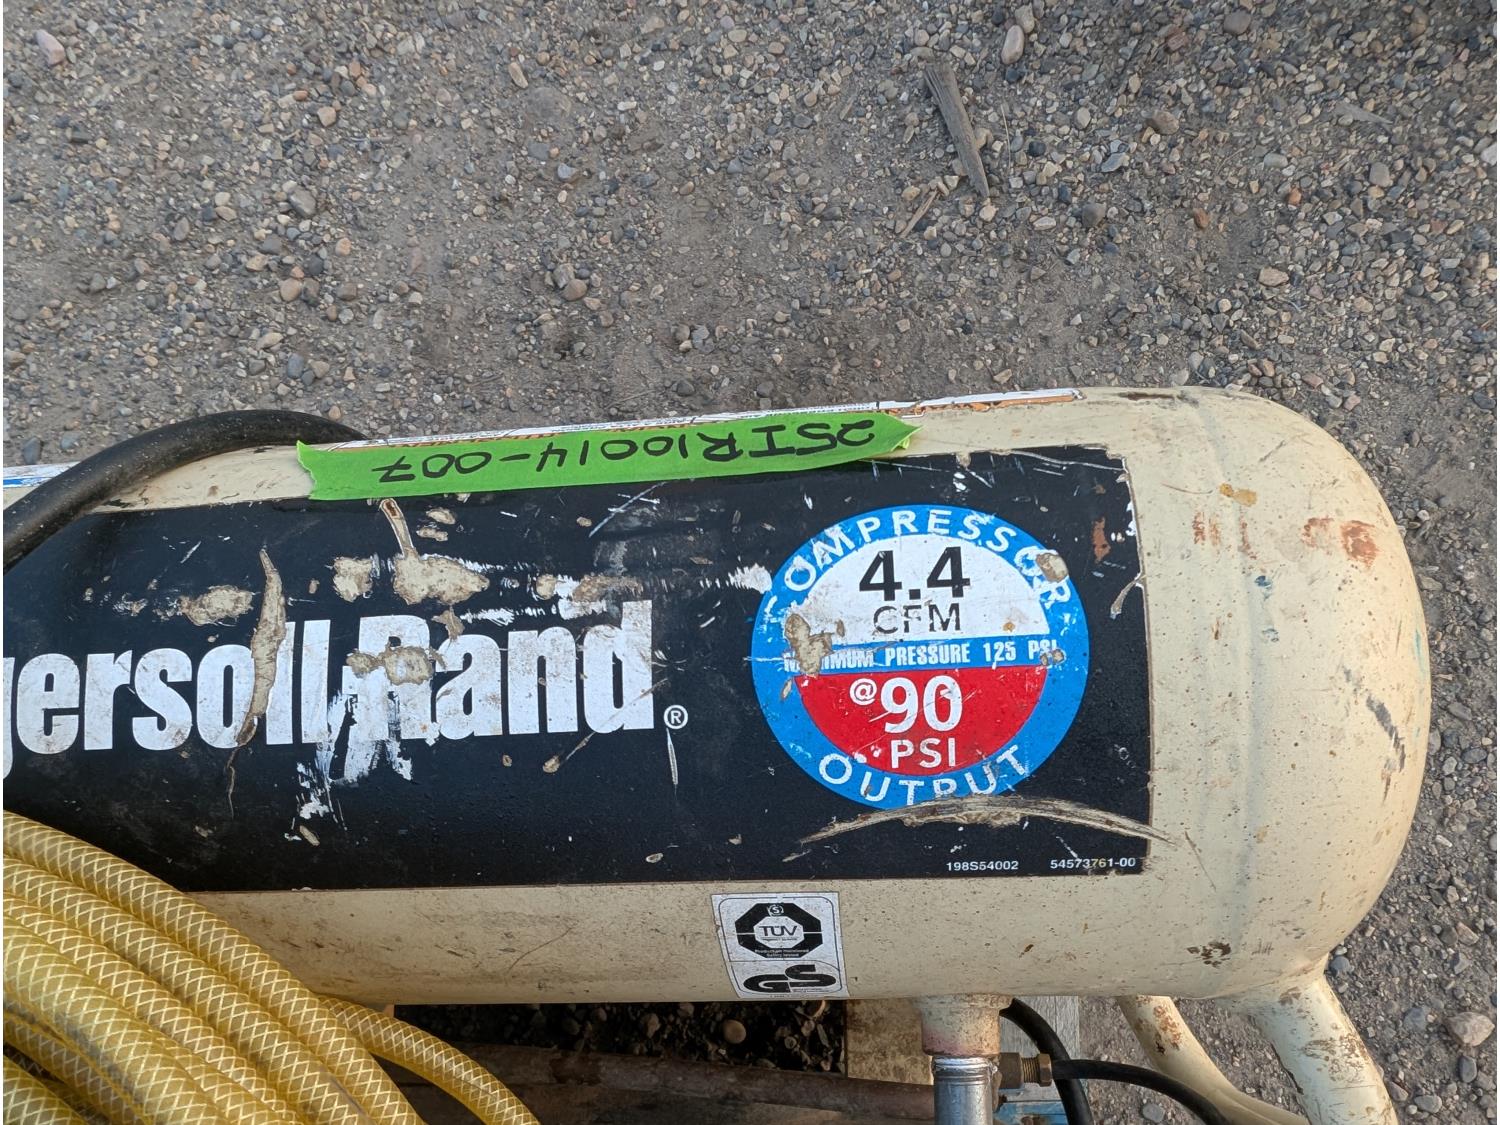 25IR10014-007
gersoll Rand®
COMPRESSOR
4.4
CFM
MAXIMUM PRESSURE 125 PSI
@90
PSI
OUTPUT
198S54002 54573761-00
S
TÜV
GS